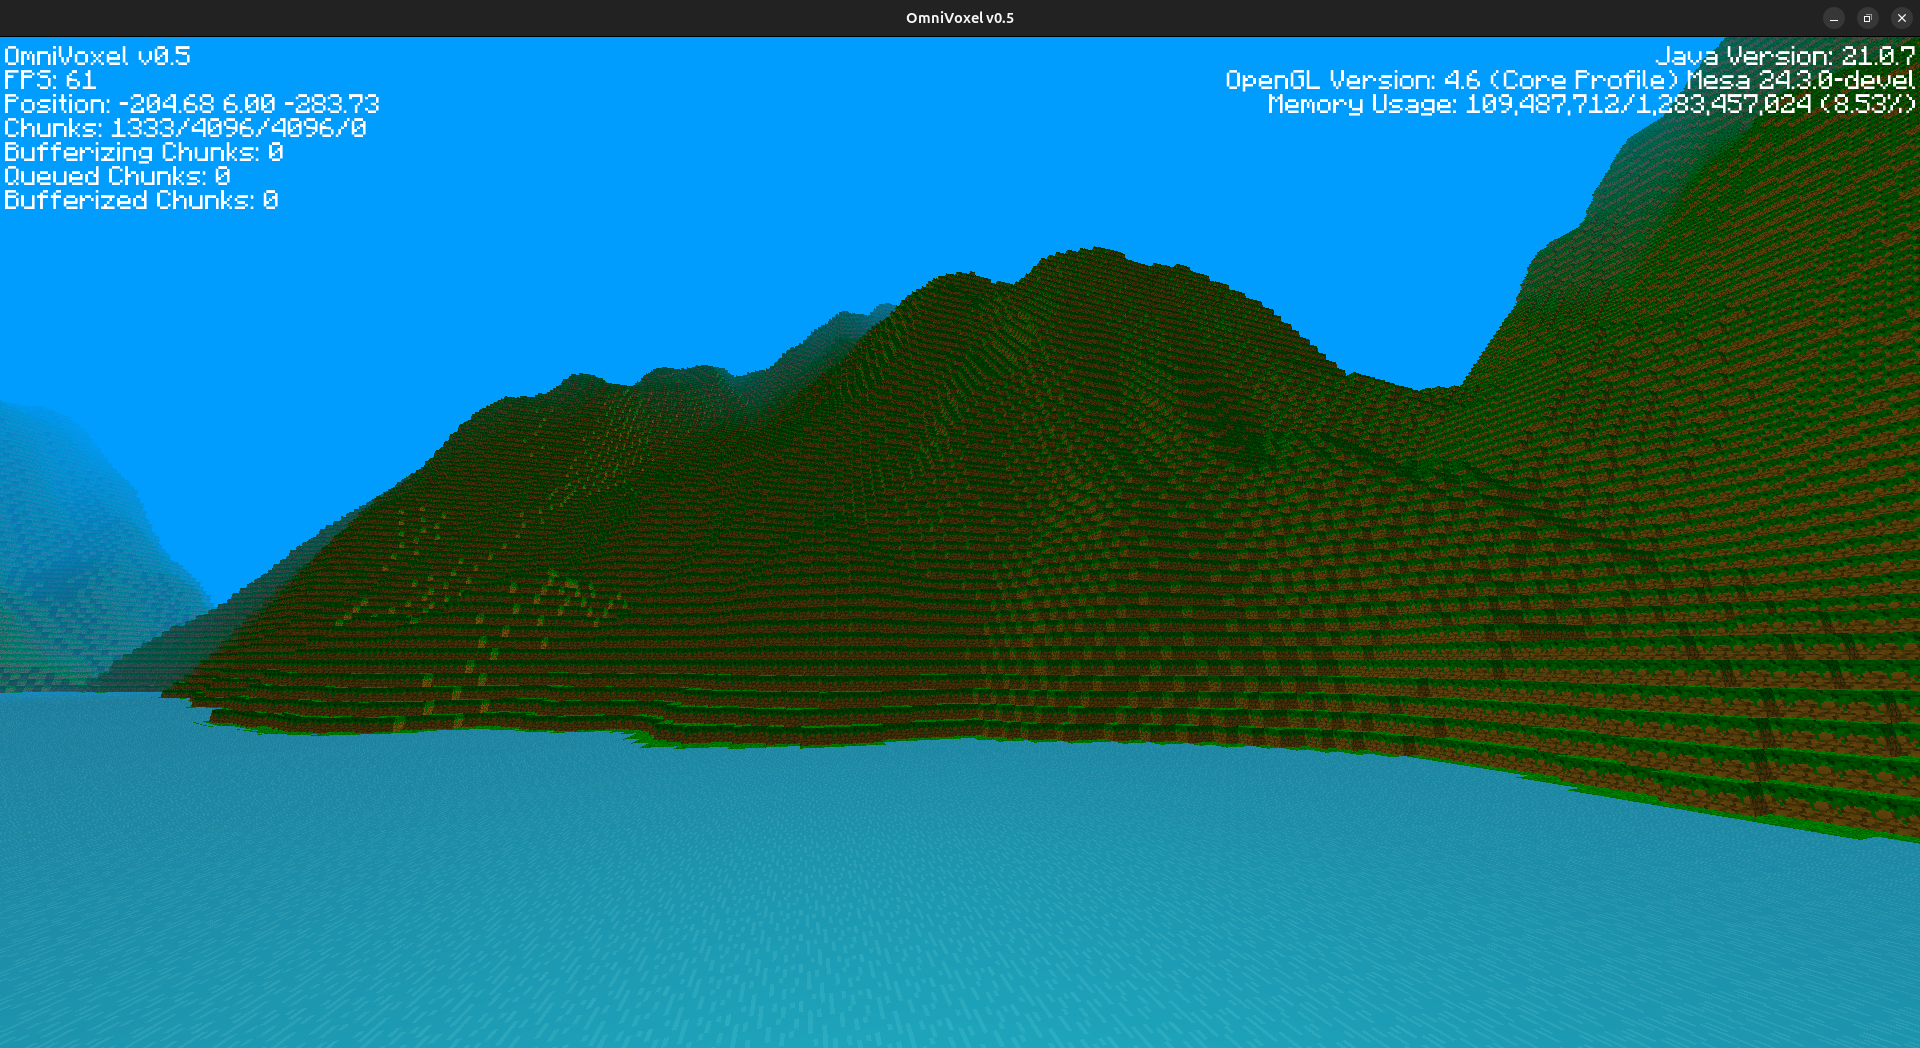 OmniVoxel v0.5
OmniVoxel v0.5
FPS: 61
Position: -204.68 6.00 -283.73
Chunks: 1333/4096/4096/0
Bufferizing Chunks: 0
Queued Chunks: 0
Bufferized Chunks: 0
Java Version: 21.0.7
OpenGL Version: 4.6 (Core Profile) Mesa 24.3.0-devel
Memory Usage: 109,487,712/1,283,457,024 (8.53%)